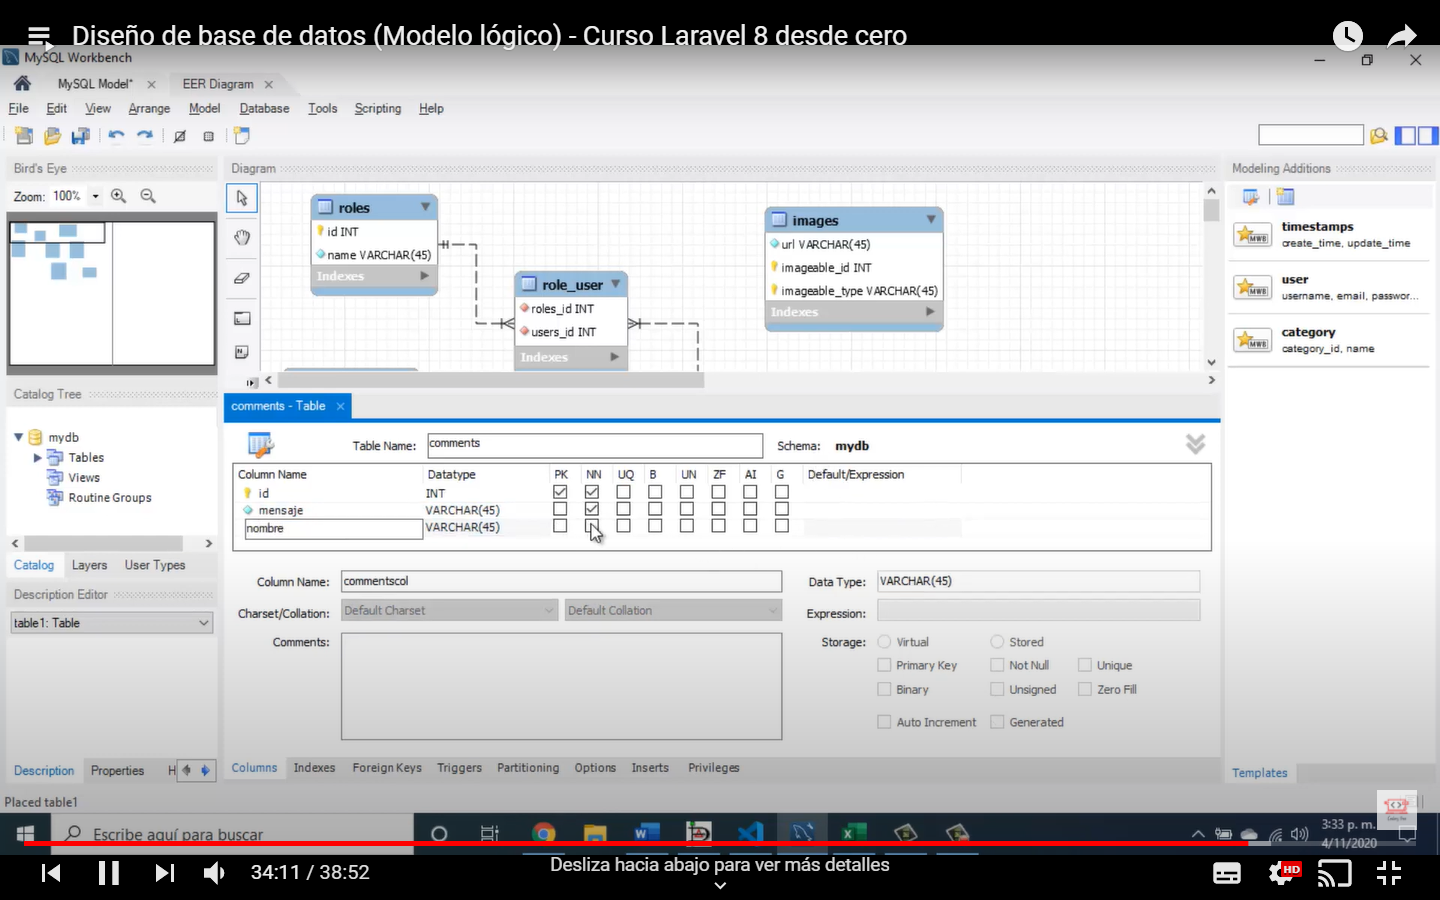 Diseño de base de datos (Modelo lógico) - Curso Laravel 8 desde cero
MySQL Workbench
MySQL Model*
EER Diagram
File Edit View Arrange Model Database Tools Scripting Help
Bird's Eye
Zoom: 100%
Diagram
roles
id INT
name VARCHAR(45)
Indexes
role_user
roles_id INT
users_id INT
Indexes
images
url VARCHAR(45)
imageable_id INT
imageable_type VARCHAR(45)
Indexes
Modeling Additions
timestamps
create_time, update_time
user
username, email, passwor...
category
category_id, name
Templates
Catalog Tree
mydb
Tables
Views
Routine Groups
Catalog Layers User Types
Description Editor
table1: Table
Description Properties H
Placed table1
comments - Table
Table Name: comments Schema: mydb
Column Name Datatype PK NN UQ B UN ZF AI G Default/Expression
id INT
mensaje VARCHAR(45)
nombre VARCHAR(45)
Column Name: commentscol Data Type: VARCHAR(45)
Charset/Collation: Default Charset Default Collation Expression:
Comments: Storage: Virtual Stored
Primary Key Not Null Unique
Binary Unsigned Zero Fill
Auto Increment Generated
Columns Indexes Foreign Keys Triggers Partitioning Options Inserts Privileges
Escribe aquí para buscar
3:33 p. m.
4/11/2020
34:11 / 38:52
Desliza hacia abajo para ver más detalles
HD